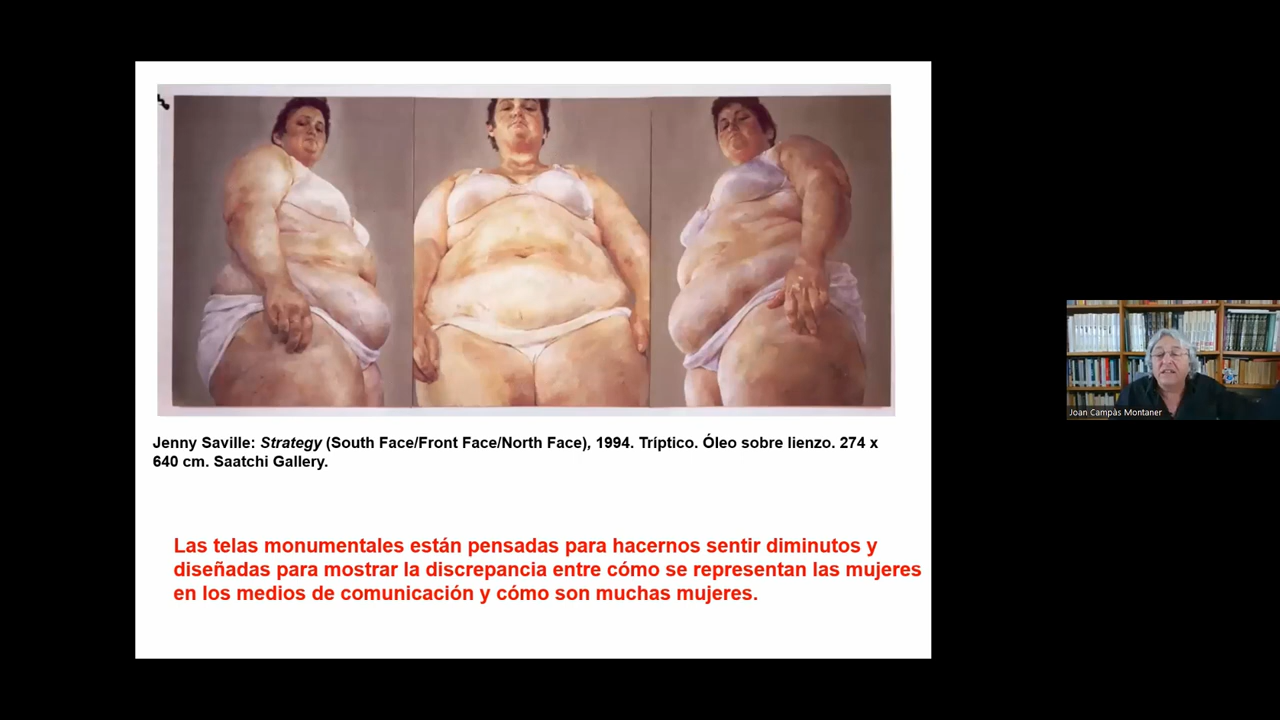 Jenny Saville: Strategy (South Face/Front Face/North Face), 1994. Tríptico. Óleo sobre lienzo. 274 x
640 cm. Saatchi Gallery.
Las telas monumentales están pensadas para hacernos sentir diminutos y
diseñadas para mostrar la discrepancia entre cómo se representan las mujeres
en los medios de comunicación y cómo son muchas mujeres.
Joan Campàs Montaner